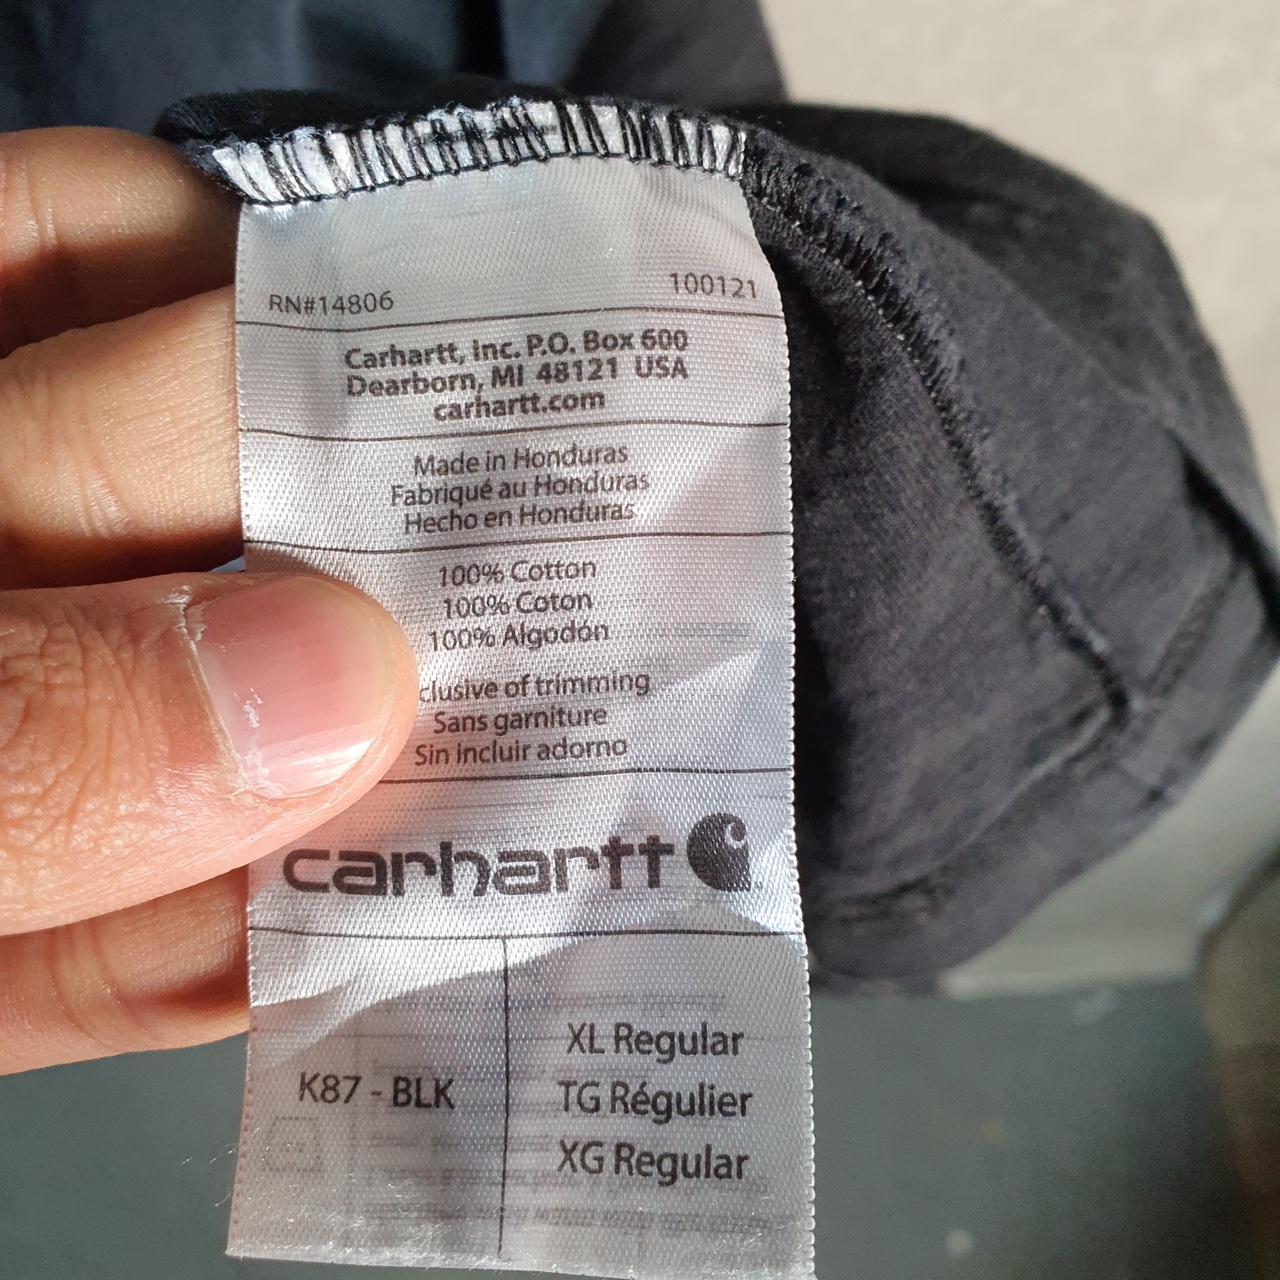 RN#14806 100121
Carhartt, Inc. P.O. Box 600
Dearborn, MI 48121 USA
carhartt.com
Made in Honduras
Fabriqué au Honduras
Hecho en Honduras
100% Cotton
100% Coton
100% Algodón
clusive of trimming
Sans garniture
Sin incluir adorno
carhartt
K87 - BLK
XL Regular
TG Régulier
XG Regular